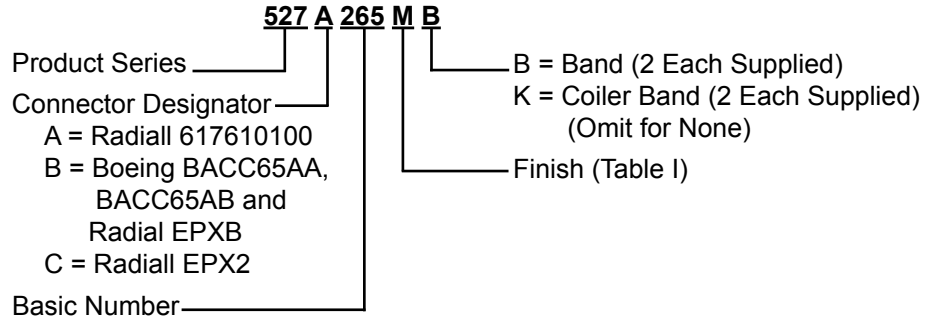 527 A 265 M B
Product Series
Connector Designator
A = Radiall 617610100
B = Boeing BACC65AA,
BACC65AB and
Radial EPXB
C = Radiall EPX2
Basic Number
B = Band (2 Each Supplied)
K = Coiler Band (2 Each Supplied)
(Omit for None)
Finish (Table I)